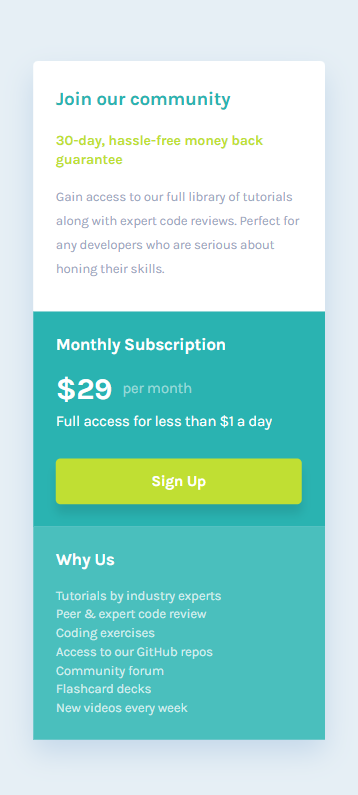 Join our community
30-day, hassle-free money back
guarantee
Gain access to our full library of tutorials
along with expert code reviews. Perfect for
any developers who are serious about
honing their skills.
Monthly Subscription
$29 per month
Full access for less than $1 a day
Sign Up
Why Us
Tutorials by industry experts
Peer & expert code review
Coding exercises
Access to our GitHub repos
Community forum
Flashcard decks
New videos every week